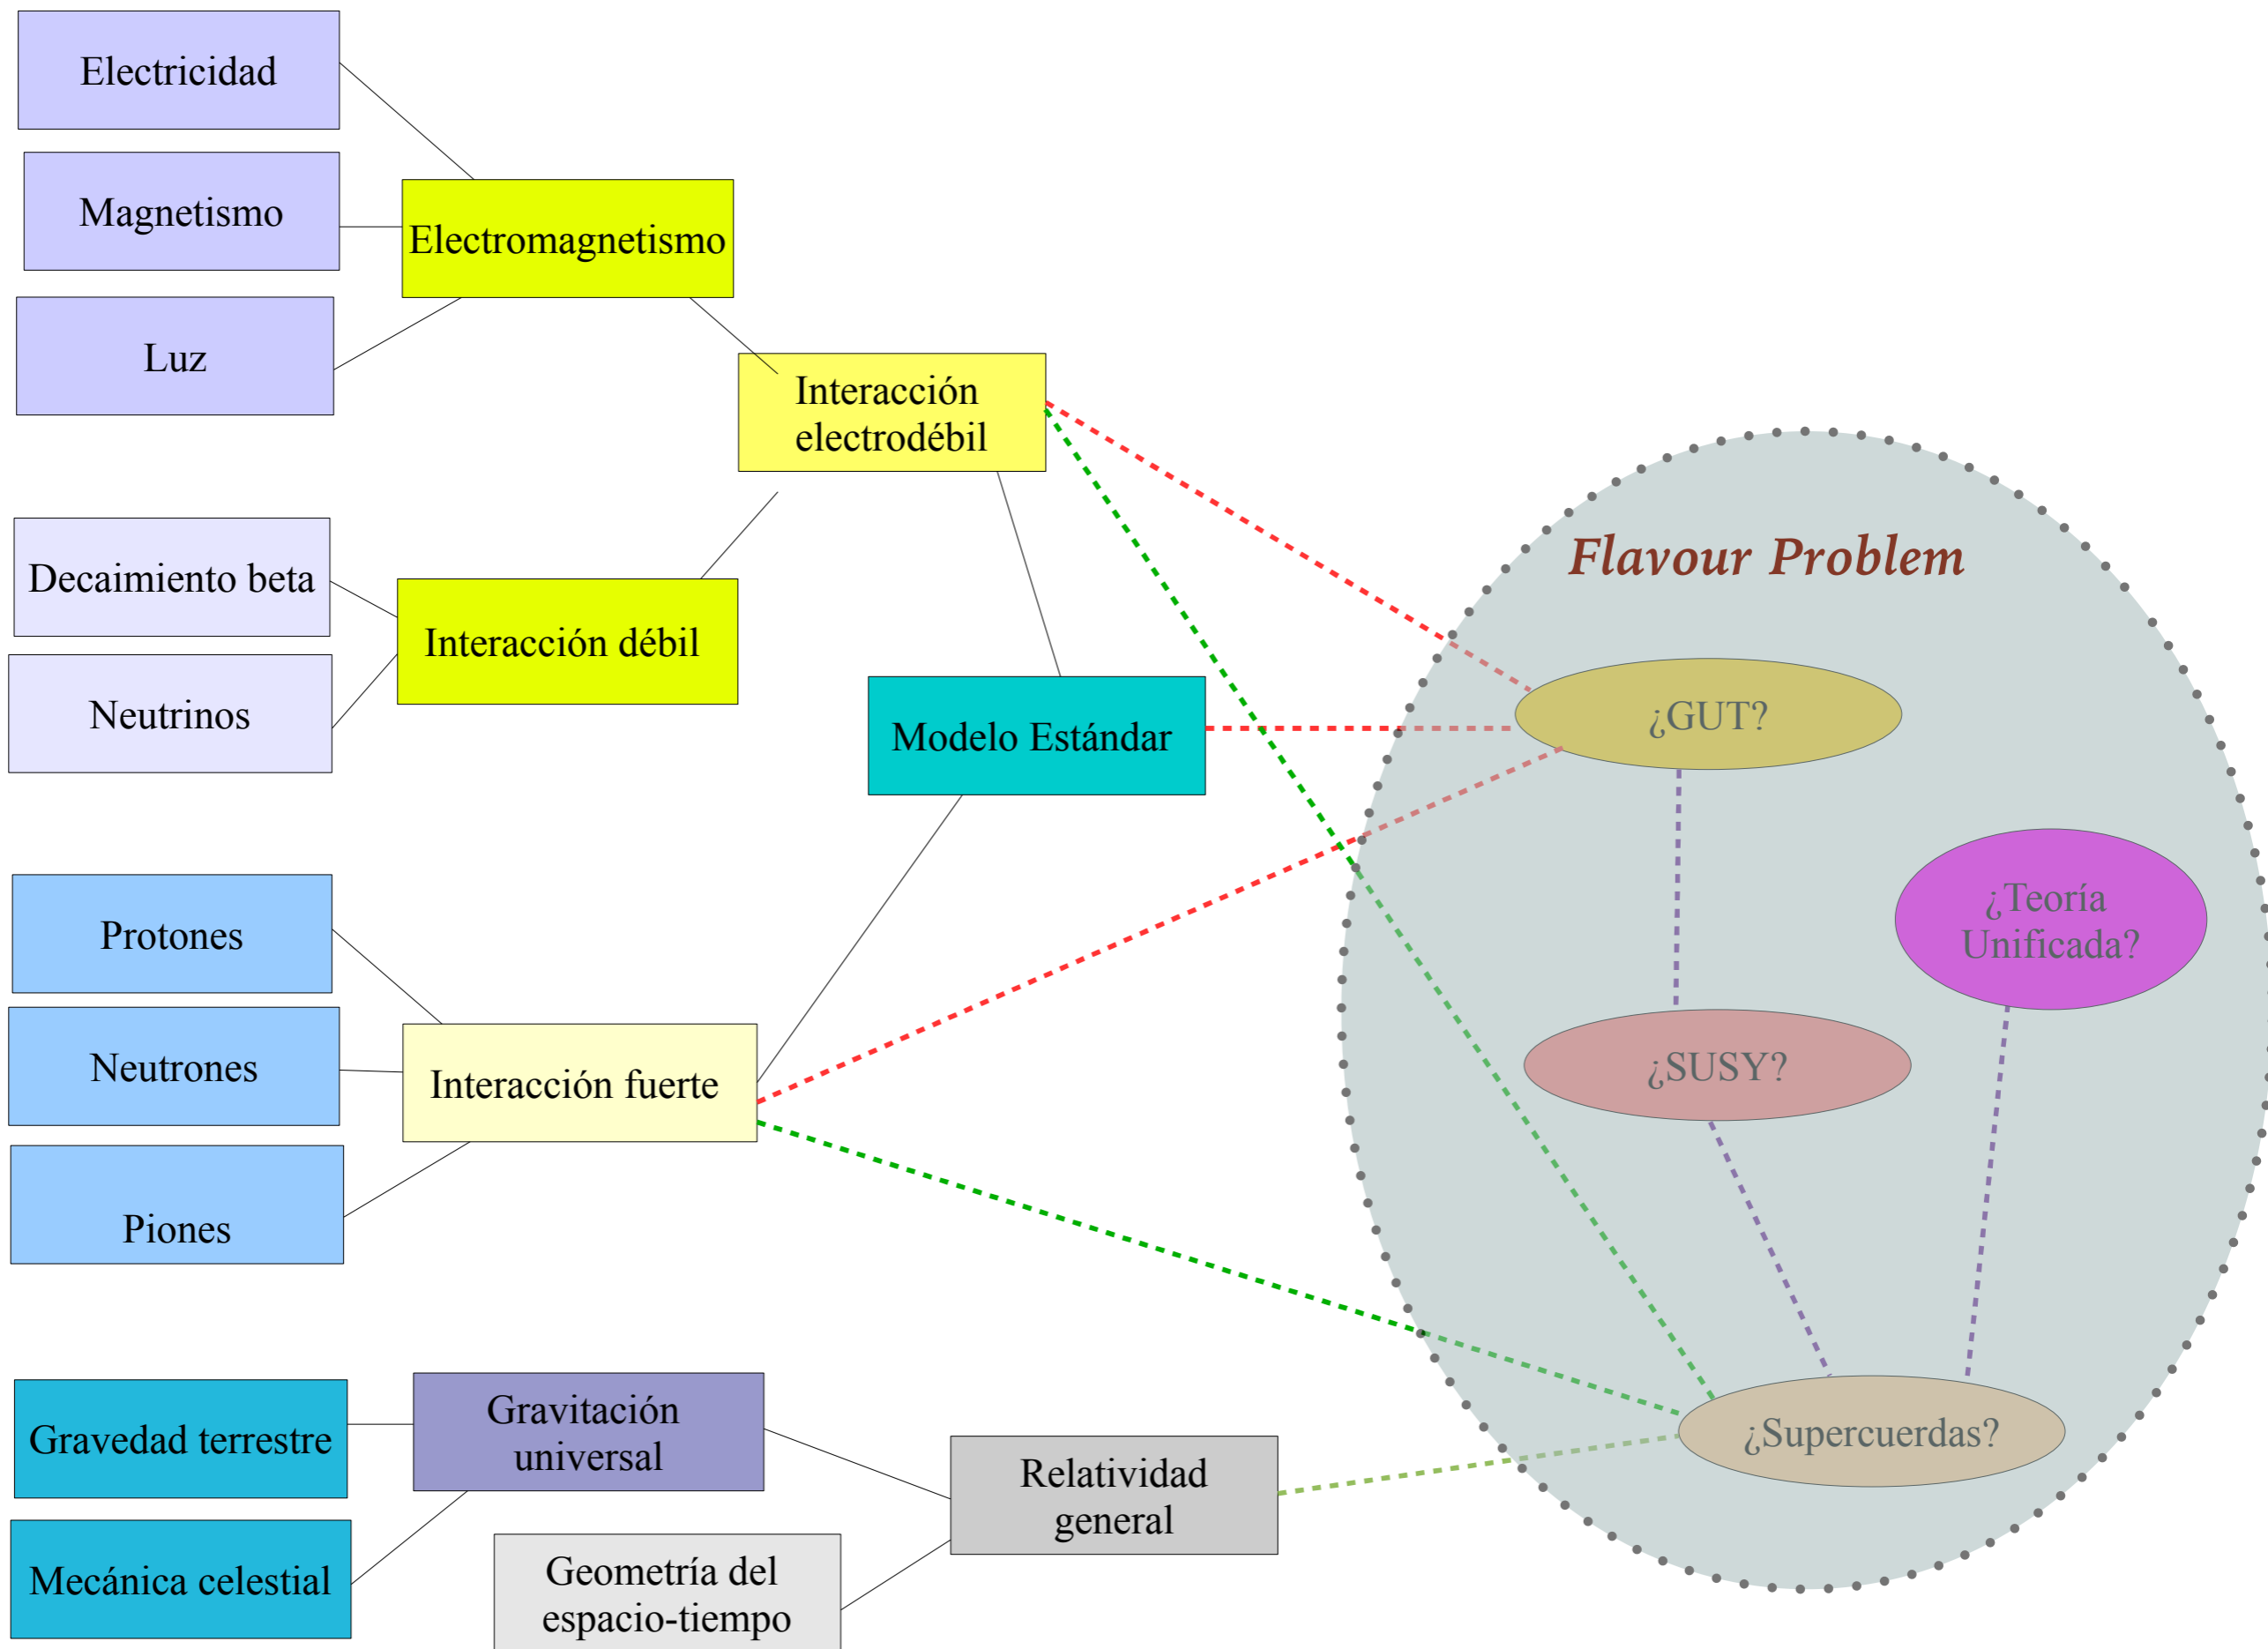 Electricidad
Magnetismo
Electromagnetismo
Luz
Interacción
electrodébil
Flavour Problem
Decaimiento beta
Interacción débil
Neutrinos
Modelo Estándar
¿GUT?
Protones
¿Teoría
Unificada?
Neutrones
Interacción fuerte
¿SUSY?
Piones
Gravedad terrestre
Gravitación
universal
¿Supercuerdas?
Relatividad
general
Mecánica celestial
Geometría del
espacio-tiempo